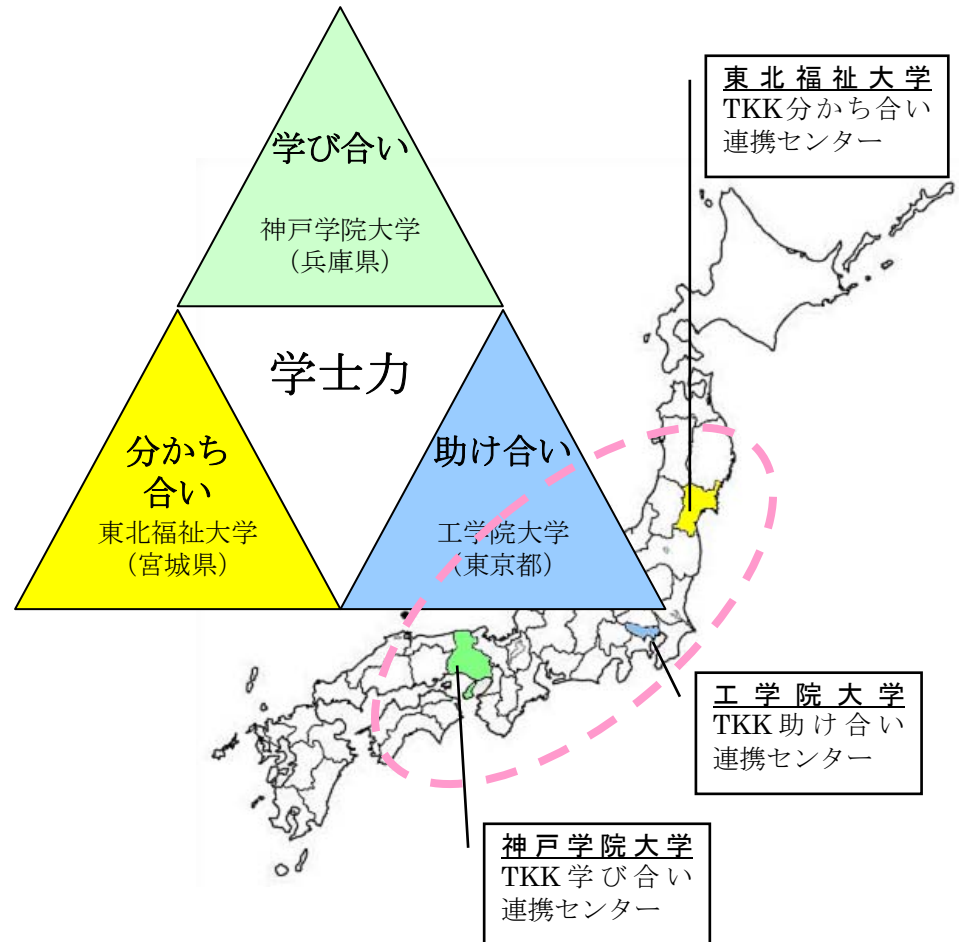 学び合い
神戸学院大学
(兵庫県)
学士力
分かち
合い
東北福祉大学
(宮城県)
助け合い
工学院大学
(東京都)
東北福祉大学
TKK分かち合い
連携センター
工学院大学
TKK助け合い
連携センター
神戸学院大学
TKK学び合い
連携センター